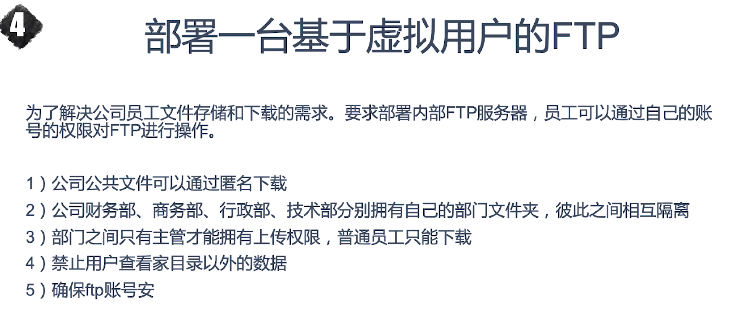 4
部署一台基于虚拟用户的FTP
为了解决公司员工文件存储和下载的需求。要求部署内部FTP服务器，员工可以通过自己的账
号的权限对FTP进行操作。
1）公司公共文件可以通过匿名下载
2）公司财务部、商务部、行政部、技术部分别拥有自己的部门文件夹，彼此之间相互隔离
3）部门之间只有主管才能拥有上传权限，普通员工只能下载
4）禁止用户查看家目录以外的数据
5）确保ftp账号安